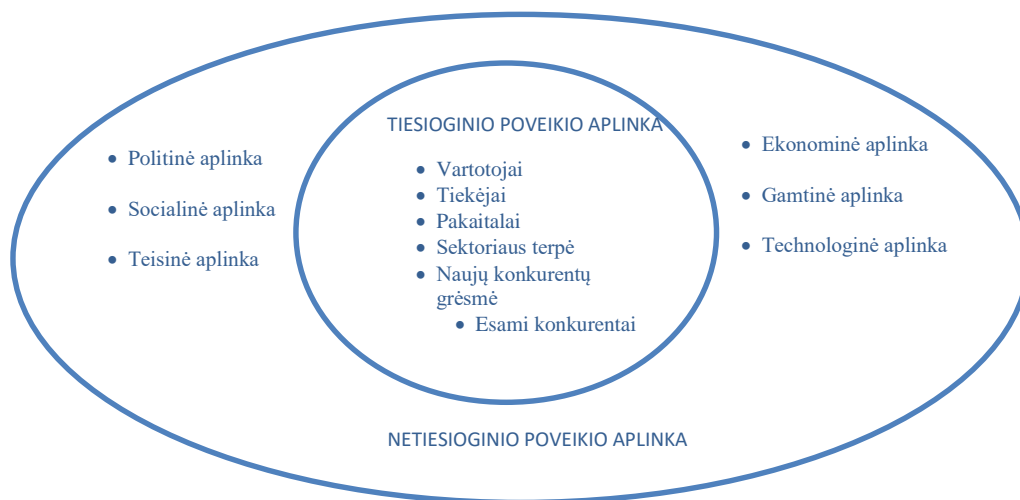 TIESIOGINIO POVEIKIO APLINKA
• Politinė aplinka
• Socialinė aplinka
• Teisinė aplinka
• Vartotojai
• Tiekėjai
• Pakaitalai
• Sektoriaus terpė
• Naujų konkurentų
grėsmė
• Esami konkurentai
• Ekonominė aplinka
• Gamtinė aplinka
• Technologinė aplinka
NETIESIOGINIO POVEIKIO APLINKA